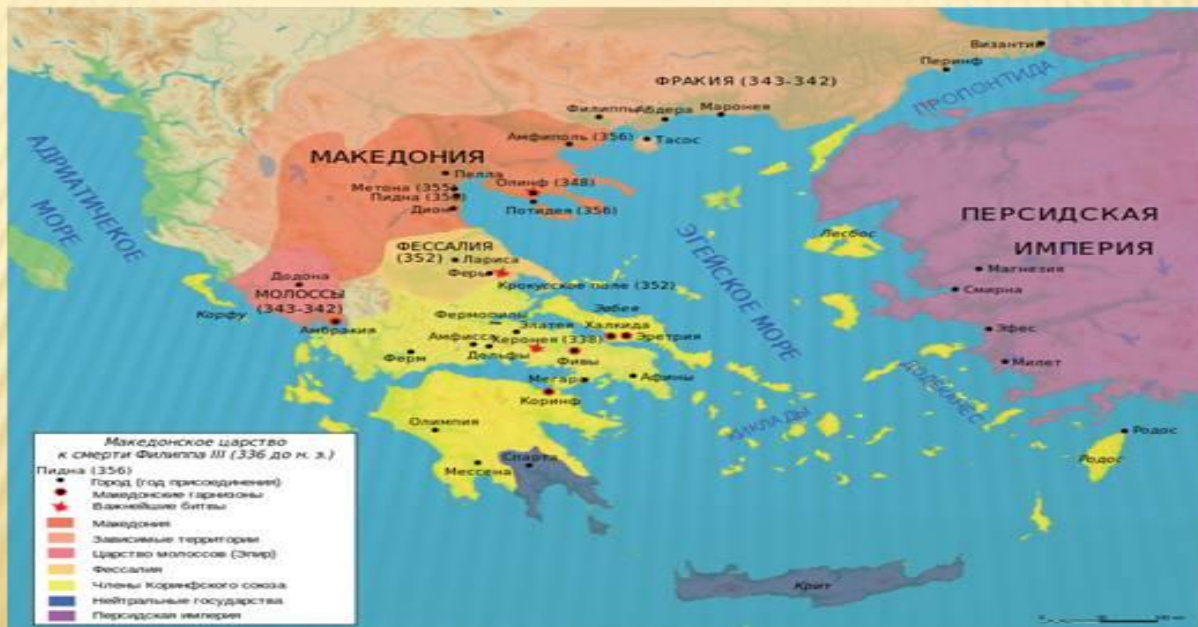 Византий
Перинф
ФРАКИЯ (343-342)
ПРОПОНТИДА
Филиппы
Абдера
Маронея
Амфиполь (356)
Тасос
АДРИАТИЧЕКОЕ
МОРЕ
МАКЕДОНИЯ
Пелла
Метона (355)
Олинф (348)
Пидна (356)
Дион
Потидея (356)
ПЕРСИДСКАЯ
ИМПЕРИЯ
ЭГЕЙСКОЕ МОРЕ
Лесбос
ФЕССАЛИЯ
(352)
Лариса
Феры
Крокусское поле (352)
Магнезия
Смирна
Додона
МОЛОССЫ
(343-342)
Корфу
Амбракия
Фермопилы
Эвбея
Элатея
Халкида
Амфисса
Херонея (338)
Эретрия
Ферм
Дельфы
Фивы
Эфес
Милет
Мегара
Афины
Коринф
ДОДЕКАНЕС
КИКЛАДЫ
Олимпия
Спарта
Мессена
Родос
Родос
Крит
Македонское царство
к смерти Филиппа III (336 до н. э.)
Пидна (356)
Город (год присоединения)
Македонские гарнизоны
Важнейшие битвы
Македония
Зависимые территории
Царство молоссов (Эпир)
Фессалия
Члены Коринфского союза
Нейтральные государства
Персидская империя